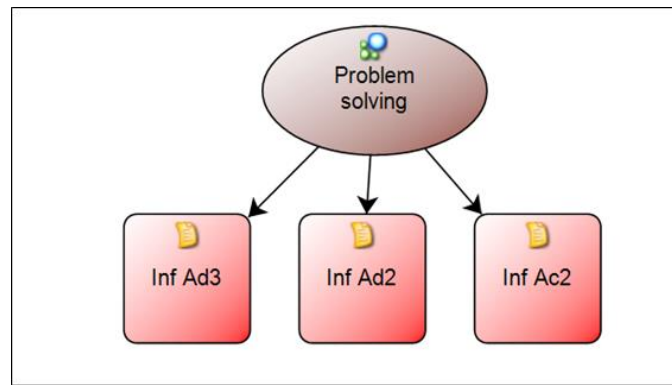 Problem
solving
Inf Ad3
Inf Ad2
Inf Ac2